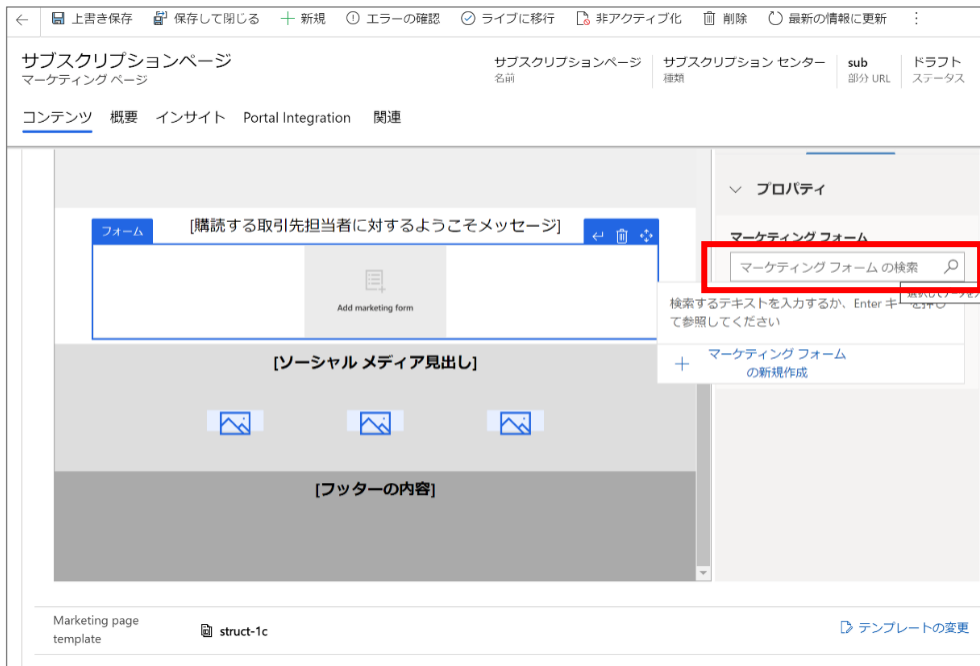 上書き保存 保存して閉じる 新規 エラーの確認 ライブに移行 非アクティブ化 削除 最新の情報に更新
サブスクリプションページ
マーケティング ページ
サブスクリプションページ
名前
サブスクリプション センター
種類
sub
部分 URL
ドラフト
ステータス
コンテンツ 概要 インサイト Portal Integration 関連
プロパティ
フォーム
[購読する取引先担当者に対するようこそメッセージ]
マーケティング フォーム
マーケティング フォーム の検索
Add marketing form
検索するテキストを入力するか、Enter キーを押し
て参照してください
マーケティング フォーム
の新規作成
[ソーシャル メディア見出し]
[フッターの内容]
Marketing page
template
struct-1c
テンプレートの変更